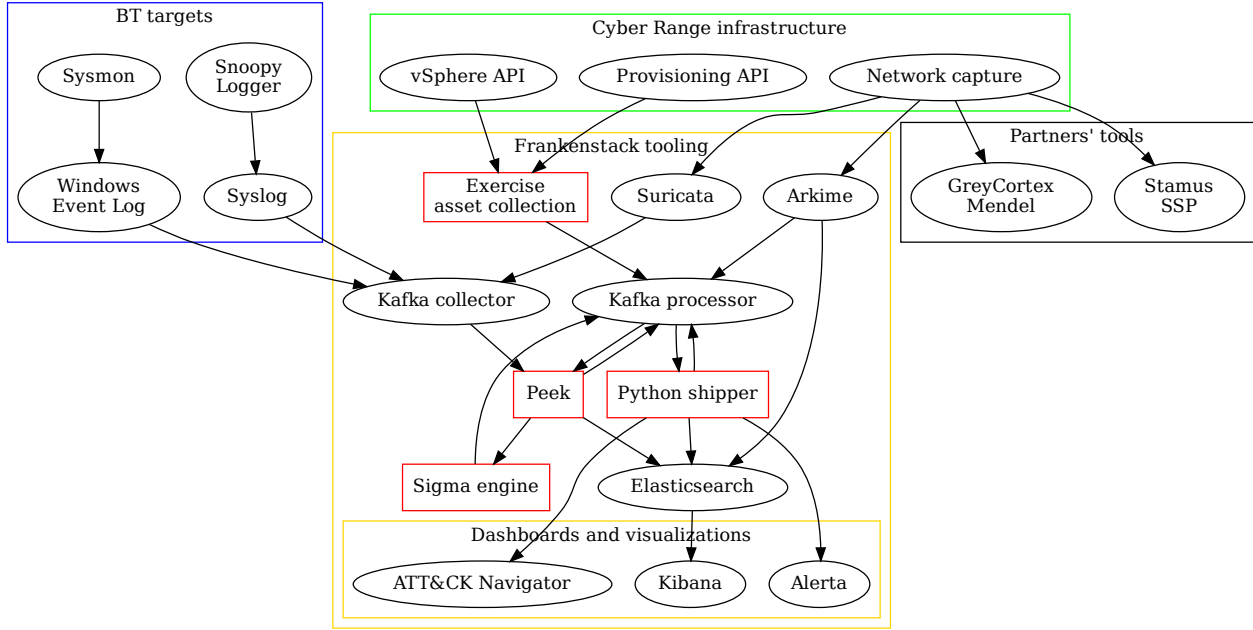 BT targets
Sysmon
Snoopy
Logger
Windows
Event Log
Syslog
Cyber Range infrastructure
vSphere API
Provisioning API
Network capture
Partners' tools
GreyCortex
Mendel
Stamus
SSP
Frankenstack tooling
Exercise
asset collection
Suricata
Arkime
Kafka collector
Kafka processor
Peek
Python shipper
Sigma engine
Elasticsearch
Dashboards and visualizations
ATT&CK Navigator
Kibana
Alerta